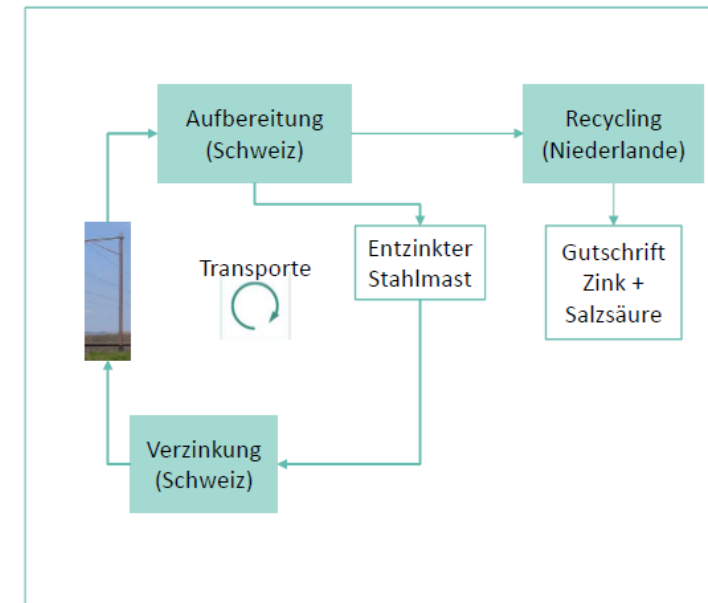 Aufbereitung
(Schweiz)
Recycling
(Niederlande)
Transporte
Entzinkter
Stahlmast
Gutschrift
Zink +
Salzsäure
Verzinkung
(Schweiz)